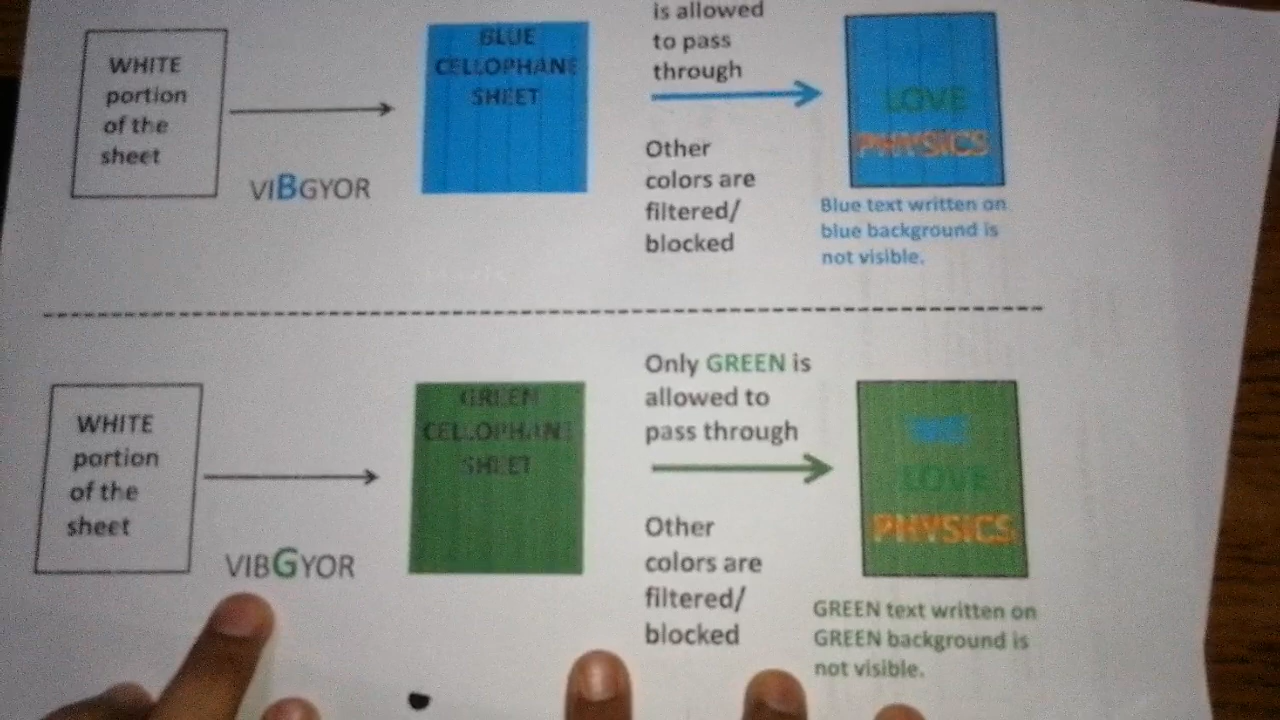 WHITE
portion
of the
sheet
VIBGYOR
BLUE
CELLOPHANE
SHEET
is allowed
to pass
through
Other
colors are
filtered/
blocked
LOVE
PHYSICS
Blue text written on
blue background is
not visible.
WHITE
portion
of the
sheet
VIBGYOR
GREEN
CELLOPHANE
SHEET
Only GREEN is
allowed to
pass through
Other
colors are
filtered/
blocked
WE
LOVE
PHYSICS
GREEN text written on
GREEN background is
not visible.